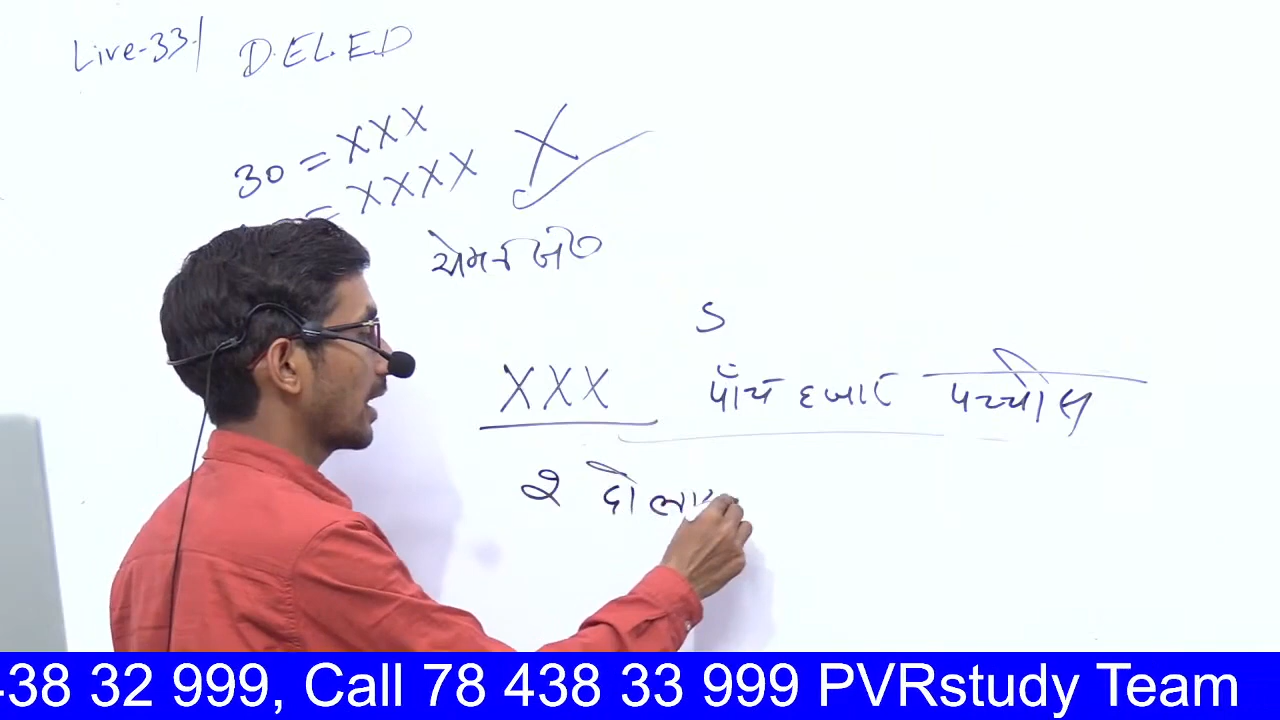 Live-33 D.EL.ED
30 = XXX
= XXXX X
S
XXX पाँच हजार पच्चीस
2 दो लाख
438 32 999, Call 78 438 33 999 PVRstudy Team